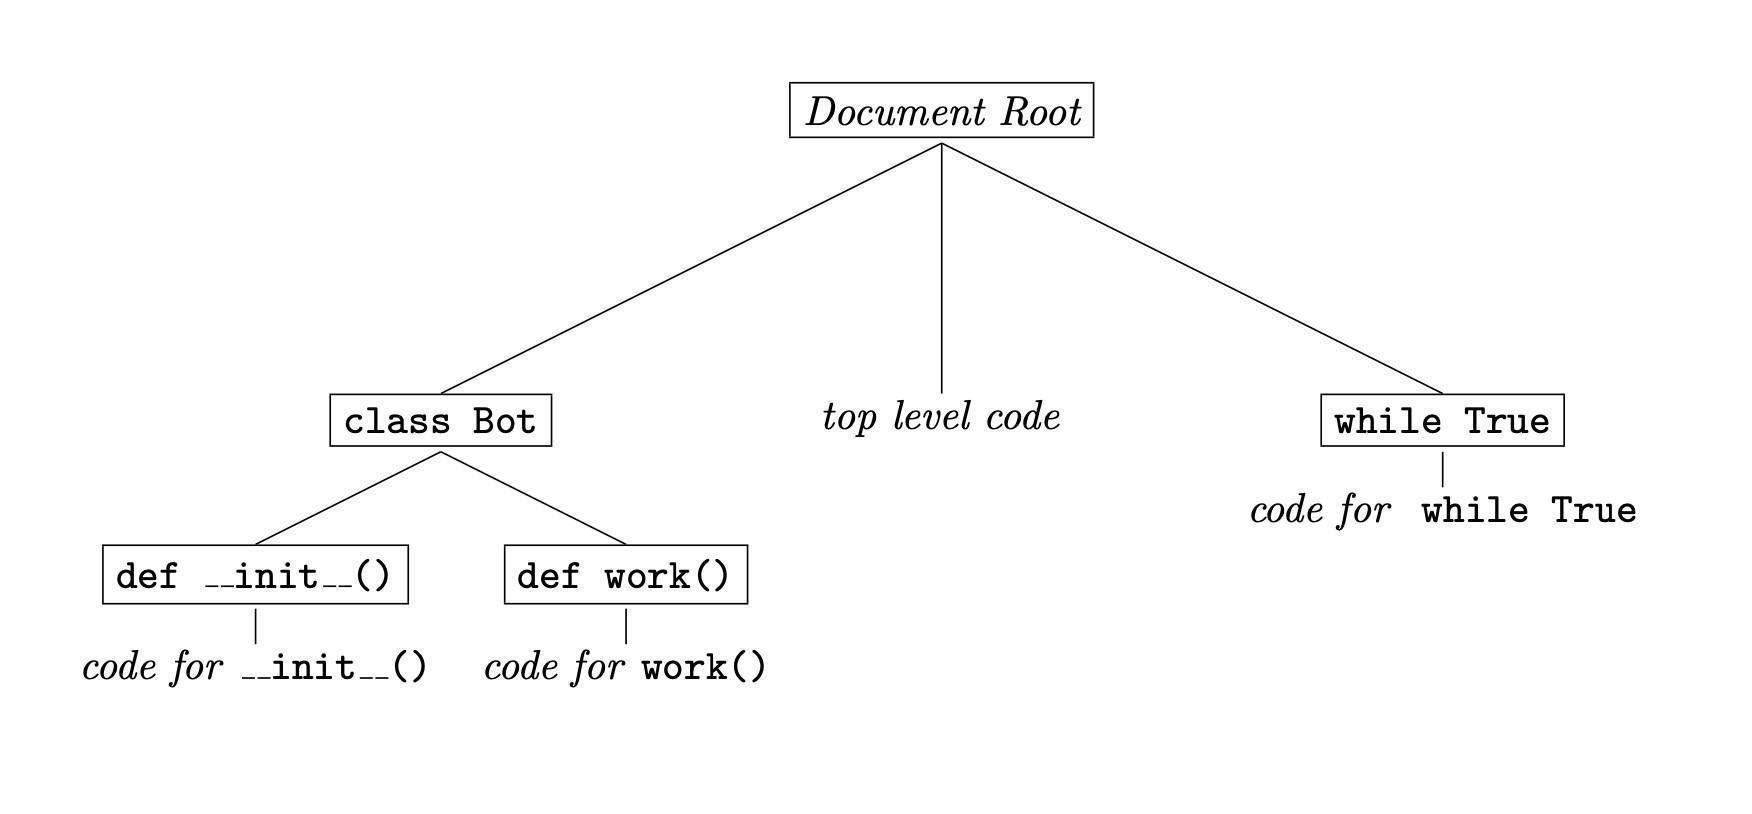 Document Root
class Bot
top level code
while True
code for while True
def __init__()
def work()
code for __init__()
code for work()